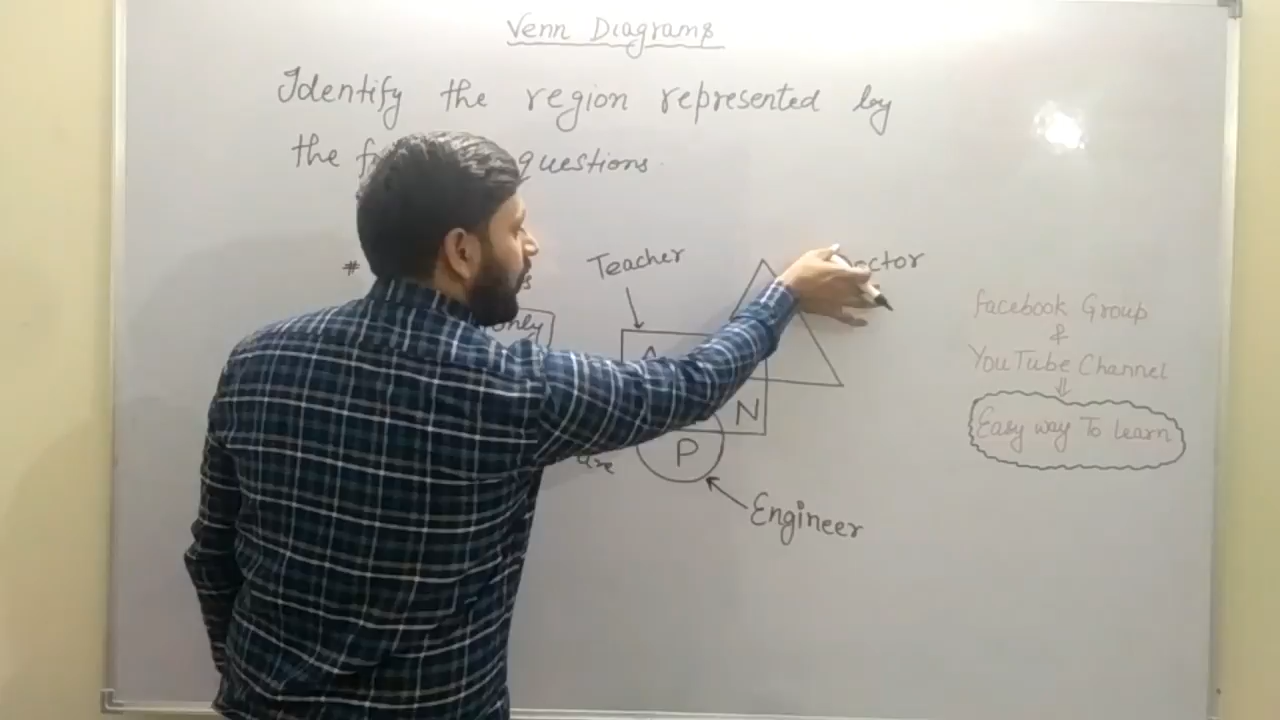 Venn Diagrams
Identify the region represented by
the questions.
#
only
Teacher
N
P
are
Engineer
Facebook Group
&
YouTube Channel
Easy way To Learn